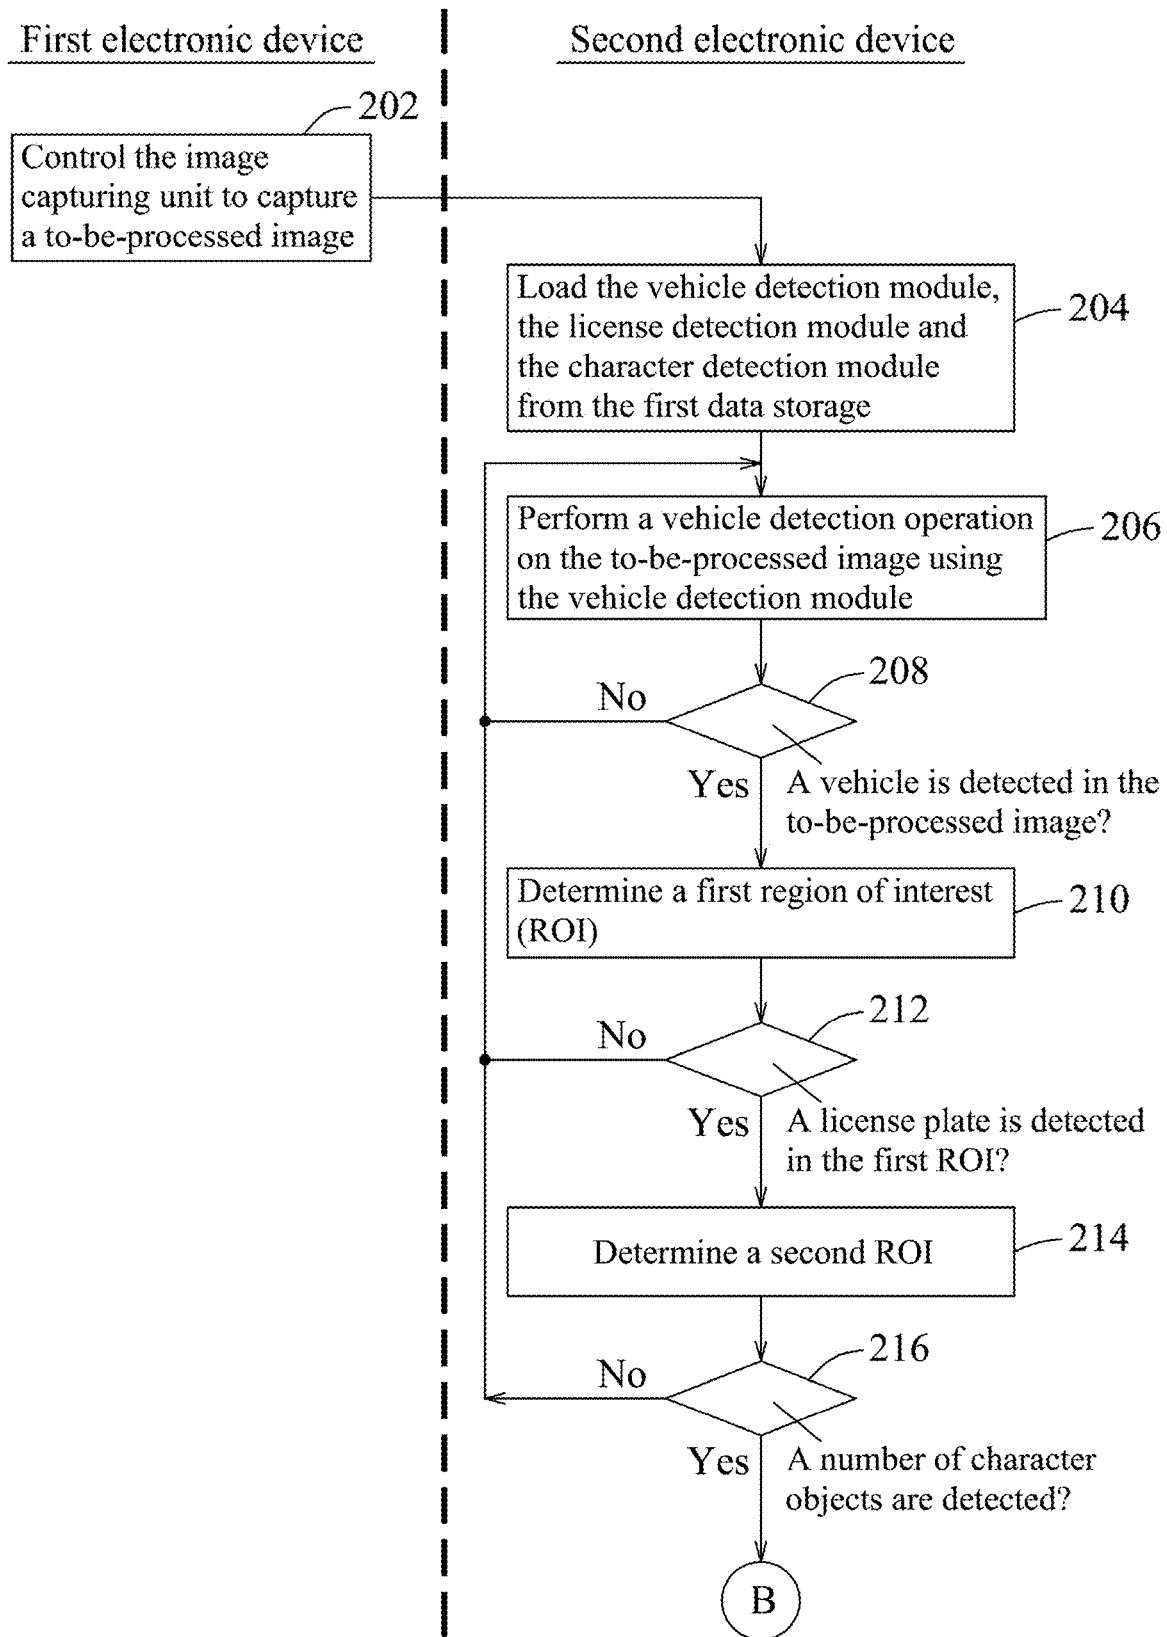 First electronic device
Second electronic device
202
Control the image
capturing unit to capture
a to-be-processed image
Load the vehicle detection module,
the license detection module and
the character detection module
from the first data storage
204
Perform a vehicle detection operation
on the to-be-processed image using
the vehicle detection module
206
208
No
Yes
A vehicle is detected in the
to-be-processed image?
Determine a first region of interest
(ROI)
210
212
No
Yes
A license plate is detected
in the first ROI?
Determine a second ROI
214
216
No
Yes
A number of character
objects are detected?
B